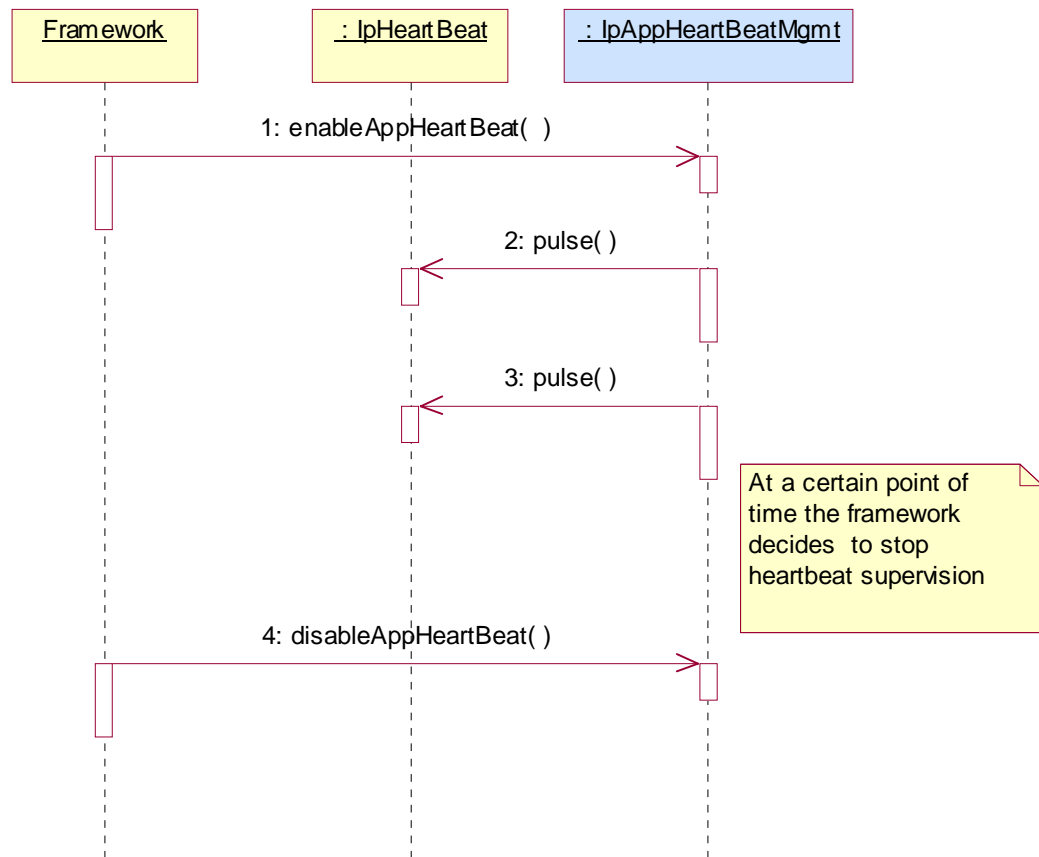 Framework
: IpHeartBeat
: IpAppHeartBeatMgmt
1: enableAppHeartBeat( )
2: pulse( )
3: pulse( )
At a certain point of
time the framework
decides to stop
heartbeat supervision
4: disableAppHeartBeat( )